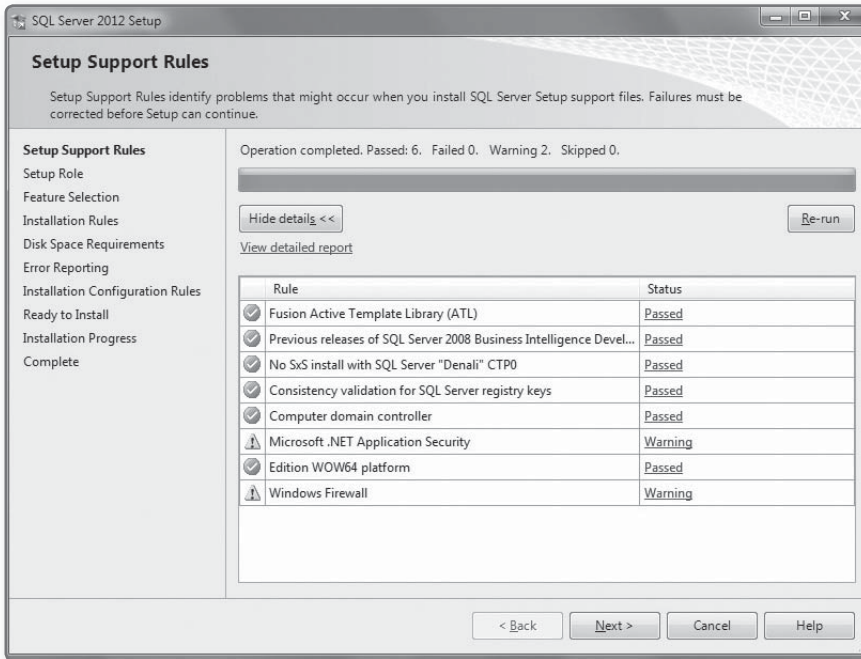 SQL Server 2012 Setup
Setup Support Rules
Setup Support Rules identify problems that might occur when you install SQL Server Setup support files. Failures must be
corrected before Setup can continue.
Setup Support Rules
Setup Role
Feature Selection
Installation Rules
Disk Space Requirements
Error Reporting
Installation Configuration Rules
Ready to Install
Installation Progress
Complete
Operation completed. Passed: 6. Failed 0. Warning 2. Skipped 0.
Hide details <<
Re-run
View detailed report
Rule Status
Fusion Active Template Library (ATL) Passed
Previous releases of SQL Server 2008 Business Intelligence Devel... Passed
No SxS install with SQL Server "Denali" CTP0 Passed
Consistency validation for SQL Server registry keys Passed
Computer domain controller Passed
Microsoft .NET Application Security Warning
Edition WOW64 platform Passed
Windows Firewall Warning
< Back Next > Cancel Help